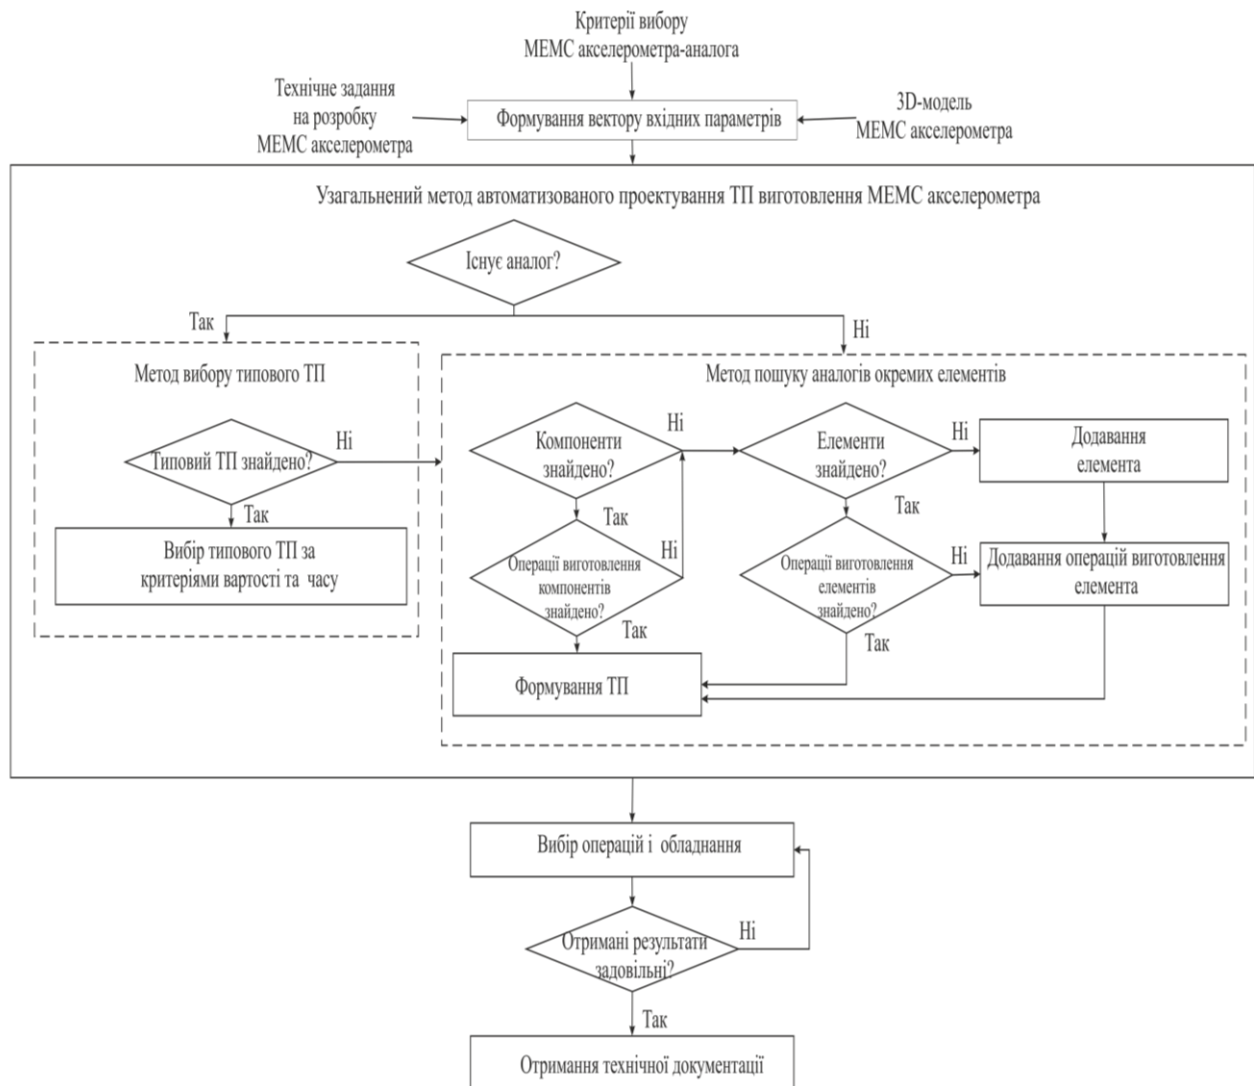 Критерії вибору
МЕМС акселерометра-аналога
Технічне задання
на розробку
МЕМС акселерометра
Формування вектору вхідних параметрів
3D-модель
МЕМС акселерометра
Узагальнений метод автоматизованого проектування ТП виготовлення МЕМС акселерометра
Існує аналог?
Так
Ні
Метод вибору типового ТП
Типовий ТП знайдено?
Ні
Так
Вибір типового ТП за
критеріями вартості та часу
Метод пошуку аналогів окремих елементів
Компоненти
знайдено?
Ні
Так
Елементи
знайдено?
Ні
Так
Додавання
елемента
Операції виготовлення
компонентів
знайдено?
Ні
Так
Операції виготовлення
елементів
знайдено?
Ні
Так
Додавання операцій виготовлення
елемента
Формування ТП
Вибір операцій і обладнання
Отримані результати
задовільні?
Ні
Так
Отримання технічної документації